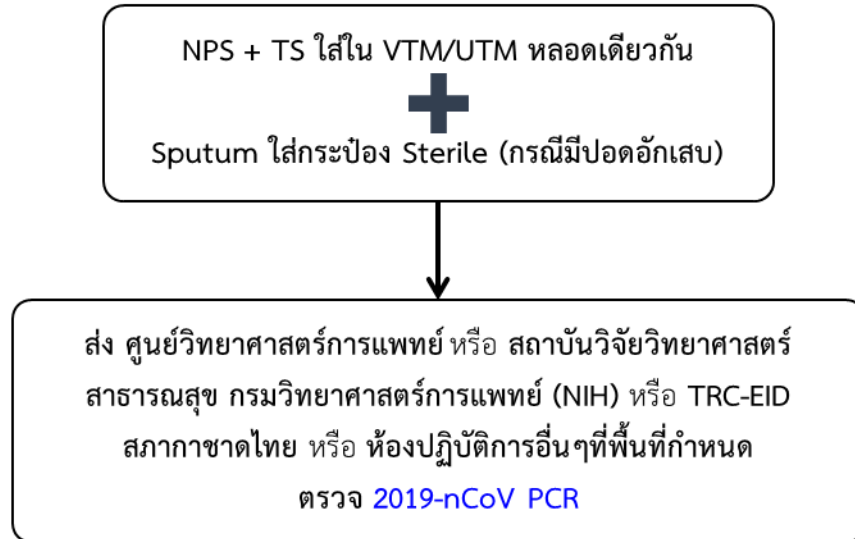 NPS + TS ใส่ใน VTM/UTM หลอดเดียวกัน
Sputum ใส่กระป๋อง Sterile (กรณีมีปอดอักเสบ)
ส่ง ศูนย์วิทยาศาสตร์การแพทย์ หรือ สถาบันวิจัยวิทยาศาสตร์
สาธารณสุข กรมวิทยาศาสตร์การแพทย์ (NIH) หรือ TRC-EID
สภากาชาดไทย หรือ ห้องปฏิบัติการอื่นๆที่พื้นที่กำหนด
ตรวจ 2019-nCoV PCR